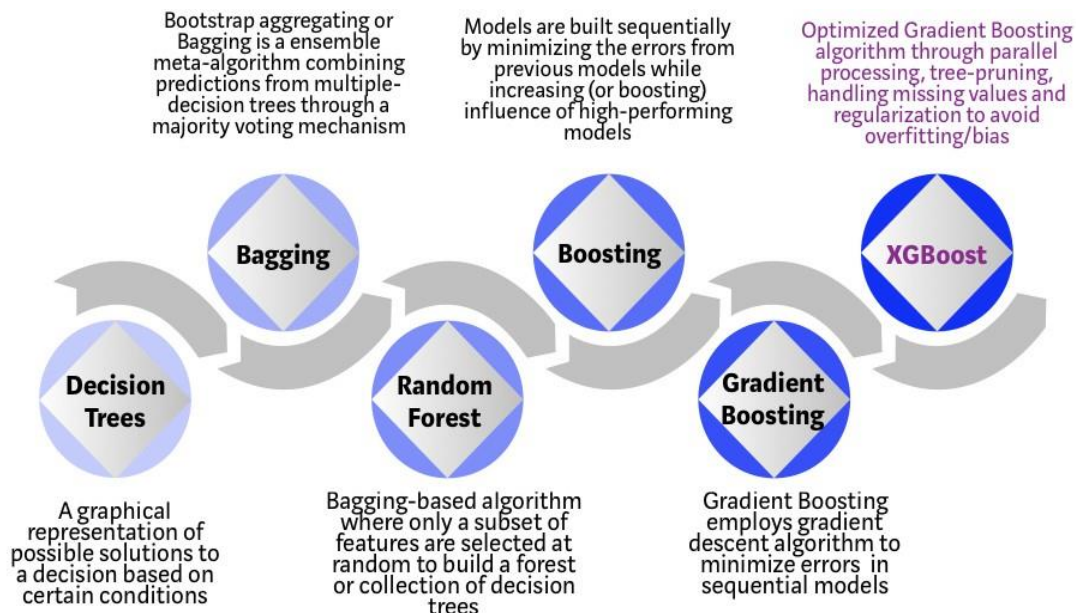 Bootstrap aggregating or
Bagging is a ensemble
meta-algorithm combining
predictions from multiple-
decision trees through a
majority voting mechanism
Models are built sequentially
by minimizing the errors from
previous models while
increasing (or boosting)
influence of high-performing
models
Optimized Gradient Boosting
algorithm through parallel
processing, tree-pruning,
handling missing values and
regularization to avoid
overfitting/bias
Bagging
Boosting
XGBoost
Decision
Trees
Random
Forest
Gradient
Boosting
A graphical
representation of
possible solutions to
a decision based on
certain conditions
Bagging-based algorithm
where only a subset of
features are selected at
random to build a forest
or collection of decision
trees
Gradient Boosting
employs gradient
descent algorithm to
minimize errors in
sequential models